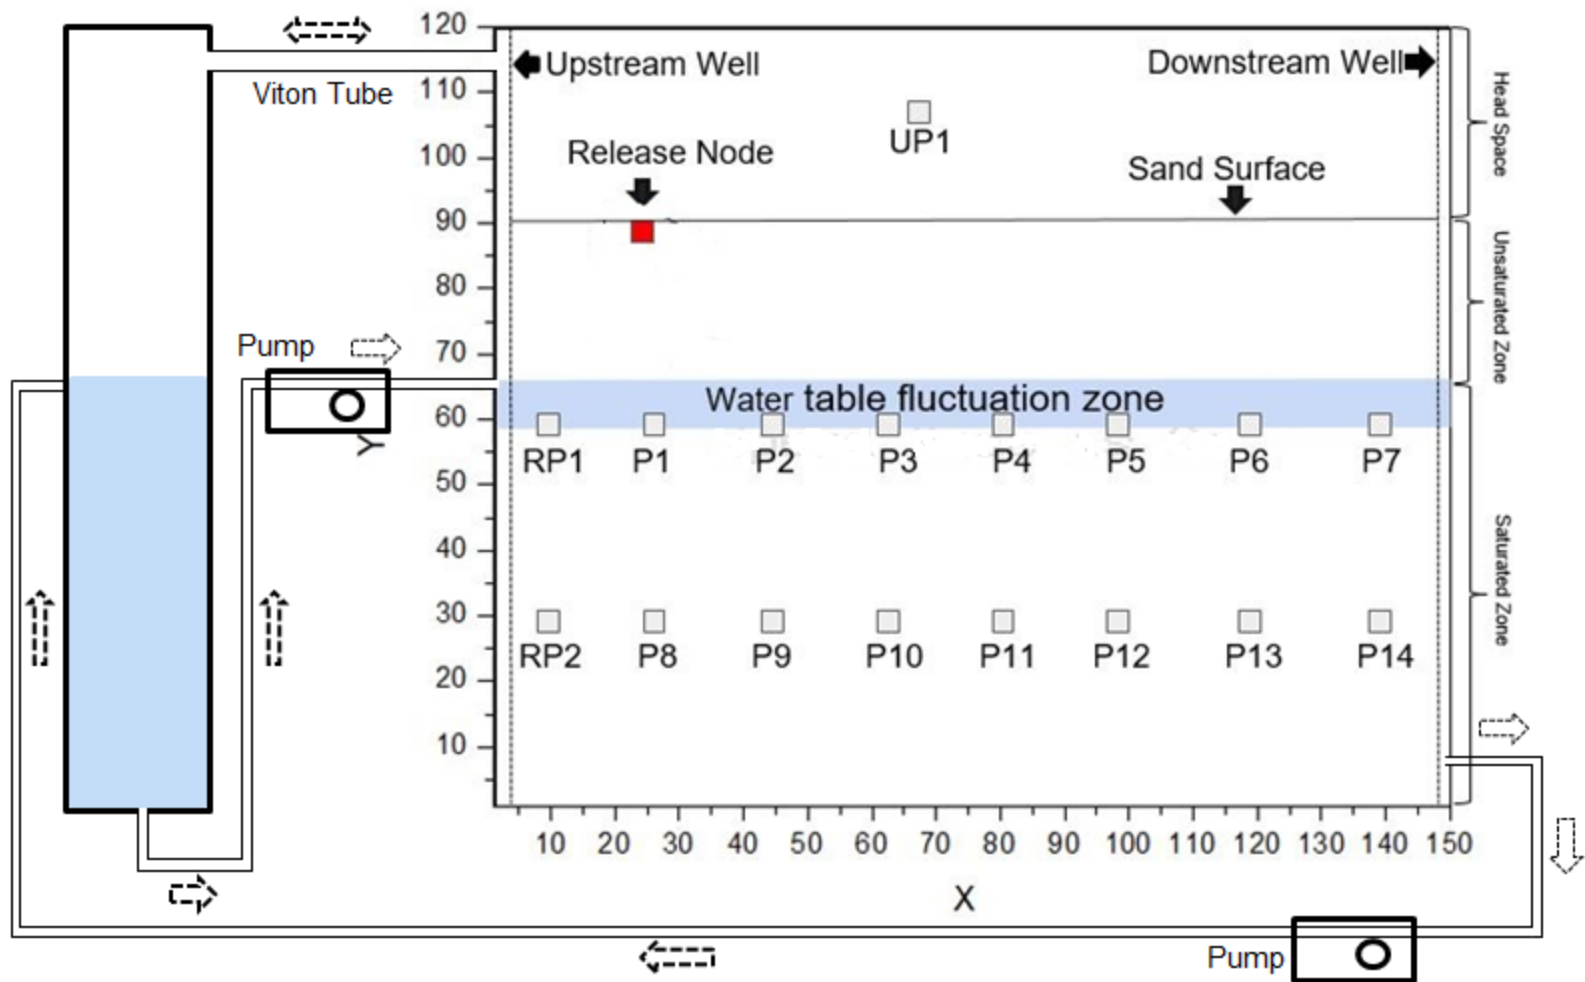 120
Upstream Well
Downstream Well
Viton Tube
110
Head Space
UP1
100
Release Node
Sand Surface
90
Unsaturated Zone
80
Pump
70
Water table fluctuation zone
60
Y
RP1 P1 P2 P3 P4 P5 P6 P7
50
Saturated Zone
40
30
RP2 P8 P9 P10 P11 P12 P13 P14
20
10
10 20 30 40 50 60 70 80 90 100 110 120 130 140 150
X
Pump